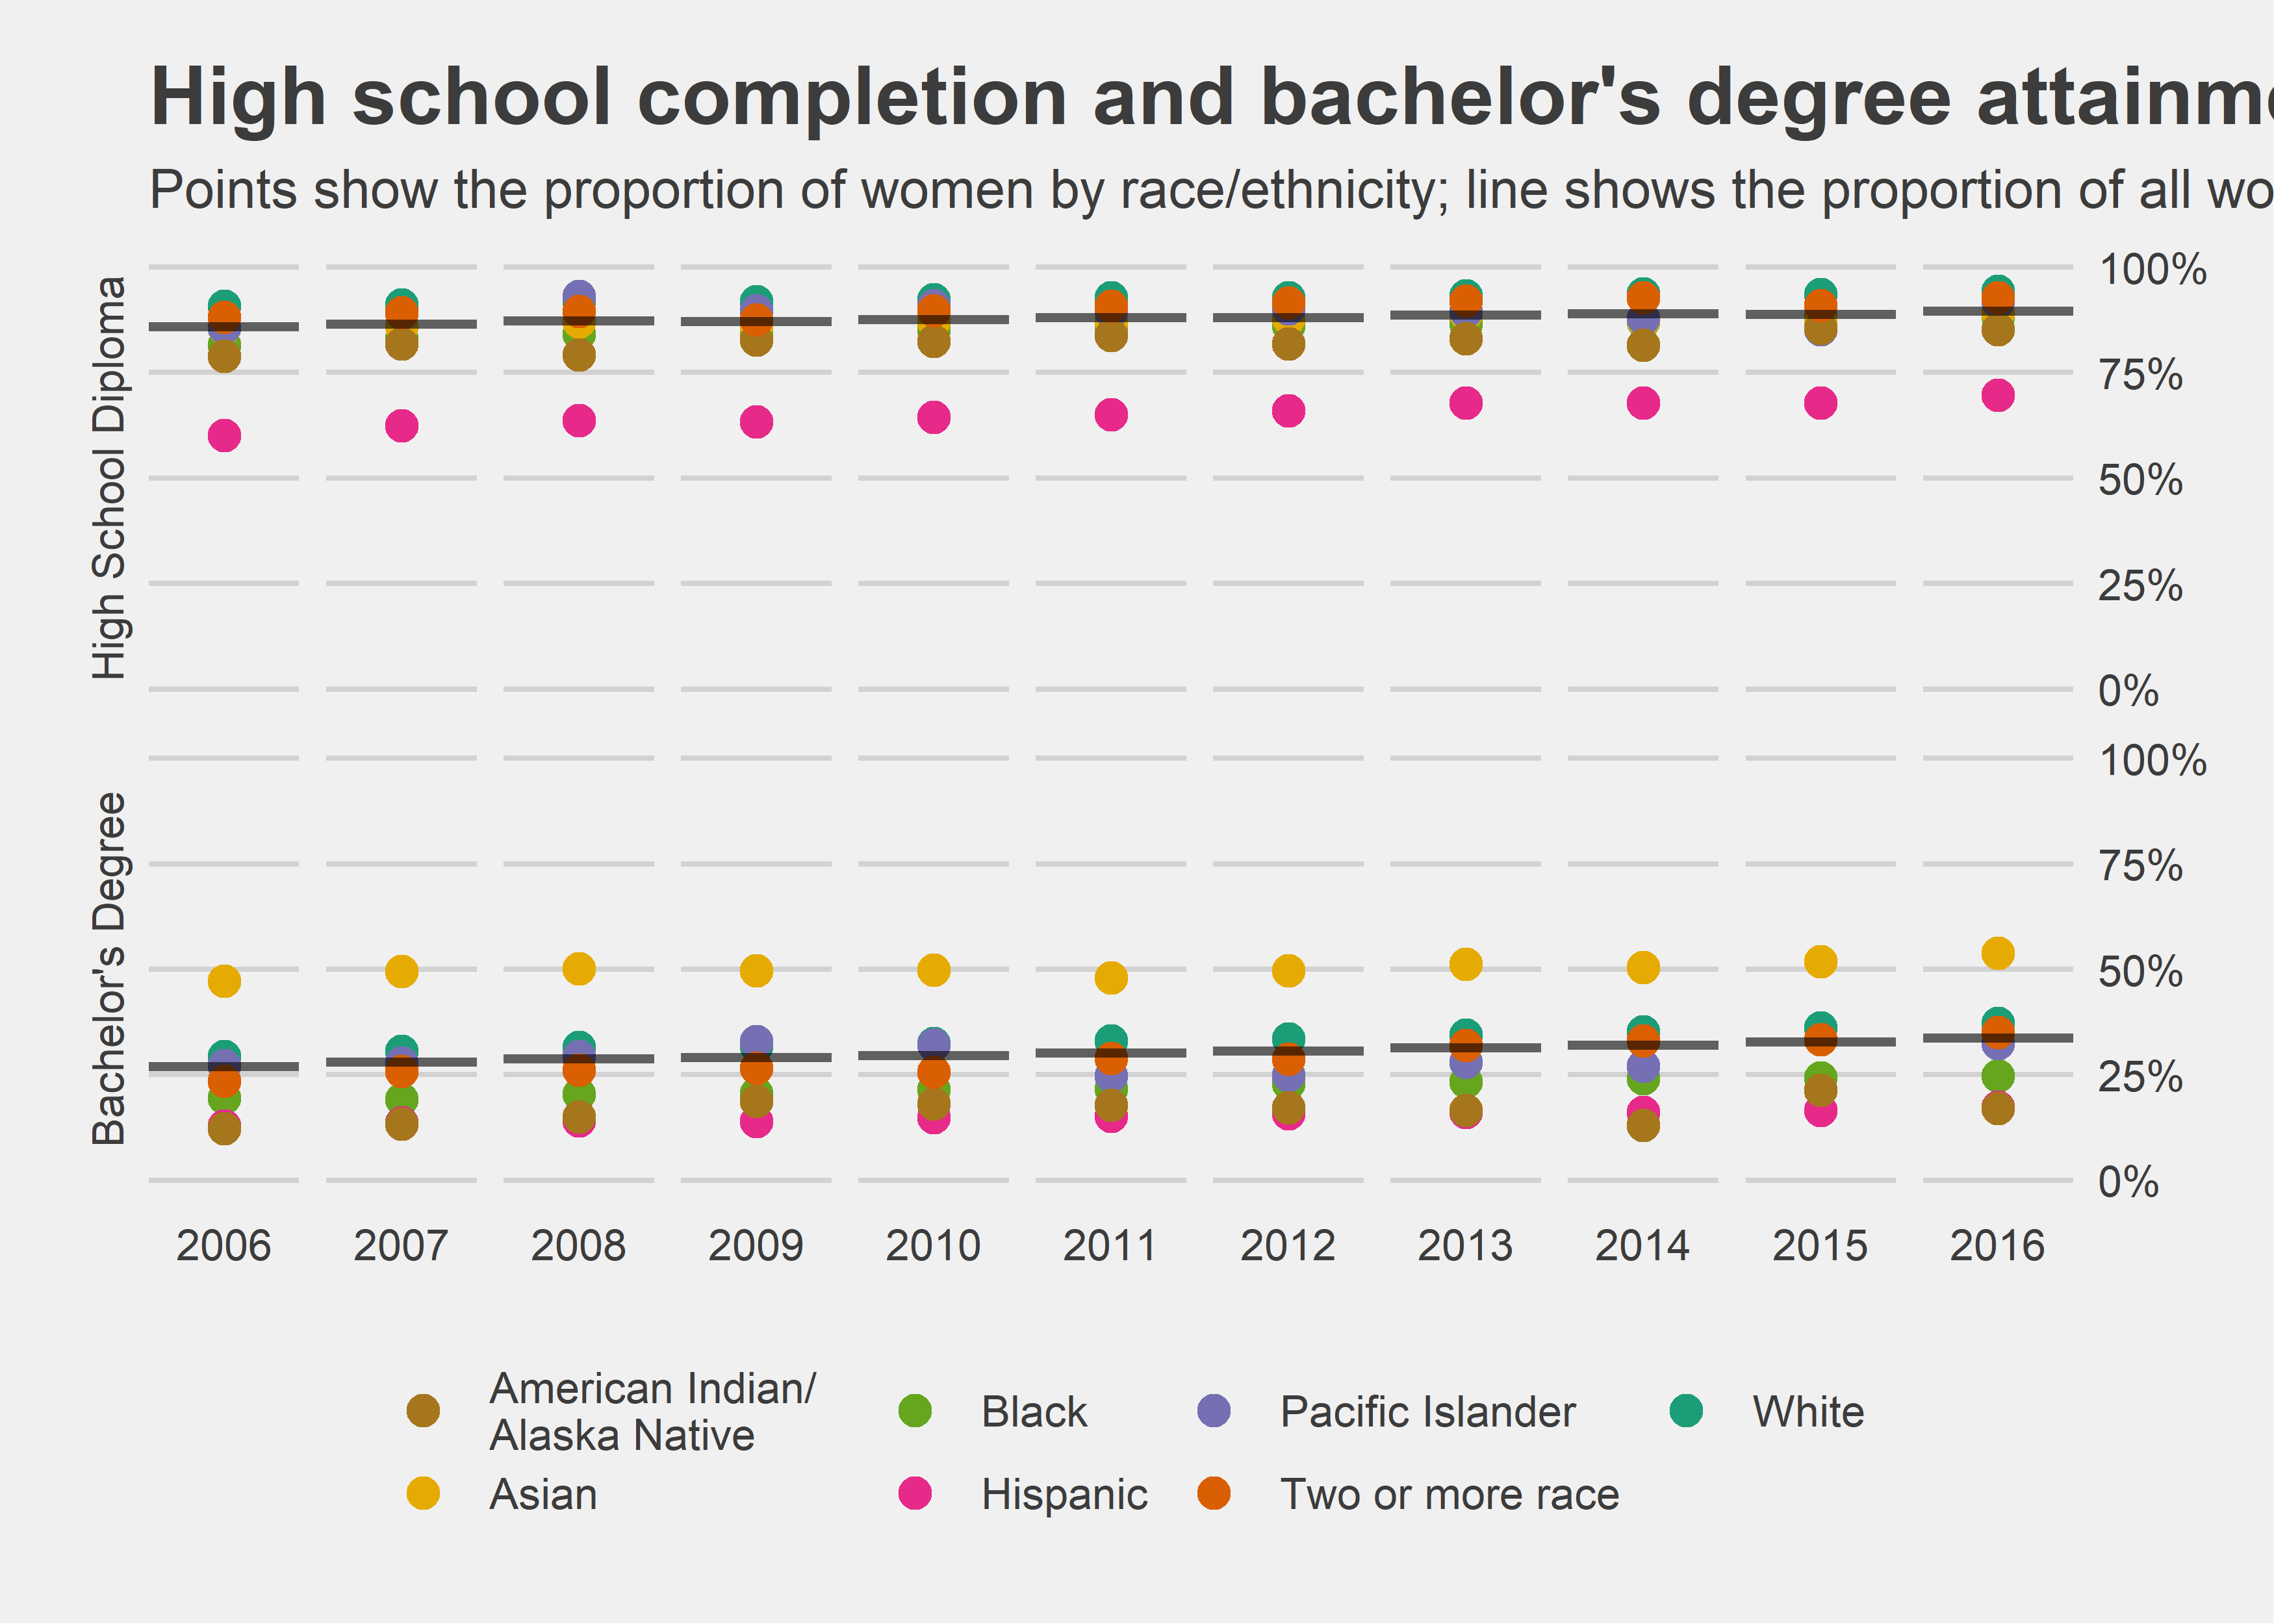 High school completion and bachelor's degree attainme
Points show the proportion of women by race/ethnicity; line shows the proportion of all wo
High School Diploma
100%
75%
50%
25%
0%
Bachelor's Degree
100%
75%
50%
25%
0%
2006 2007 2008 2009 2010 2011 2012 2013 2014 2015 2016
American Indian/
Alaska Native
Black
Pacific Islander
White
Asian
Hispanic
Two or more race